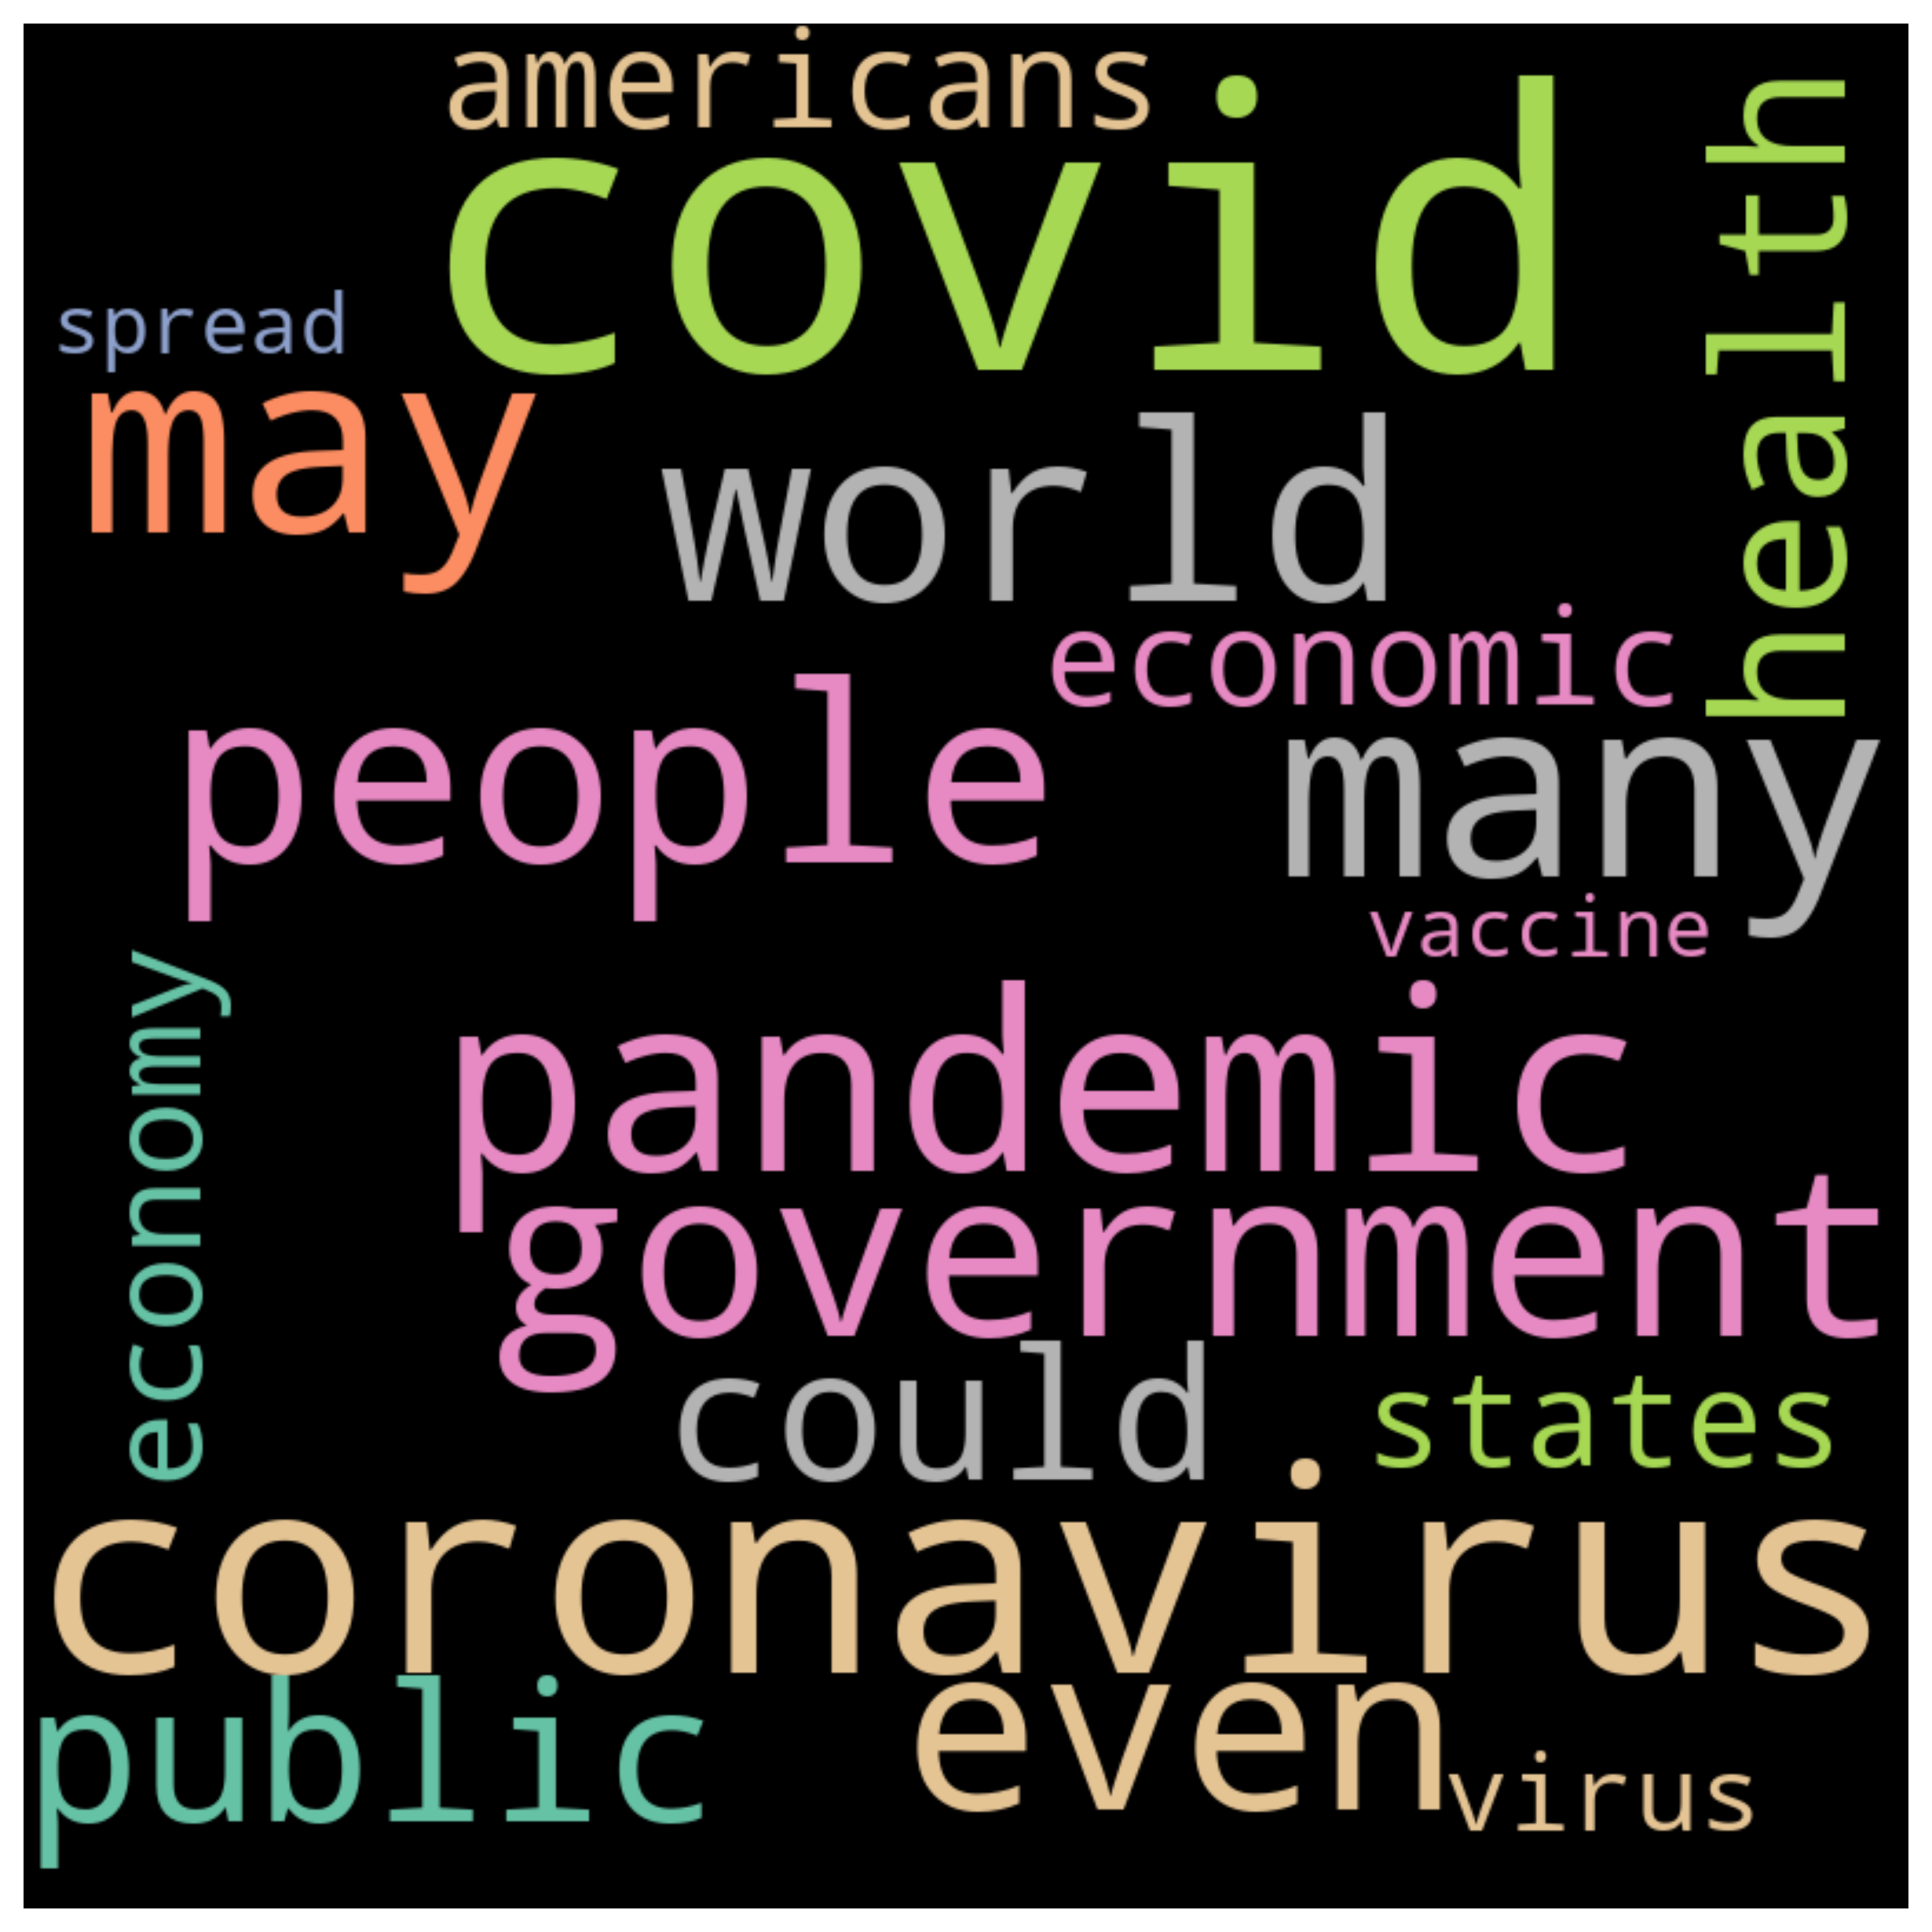 americans
covid
health
spread
may
world
economic
people
many
vaccine
economy
pandemic
government
could
states
coronavirus
public
even
virus